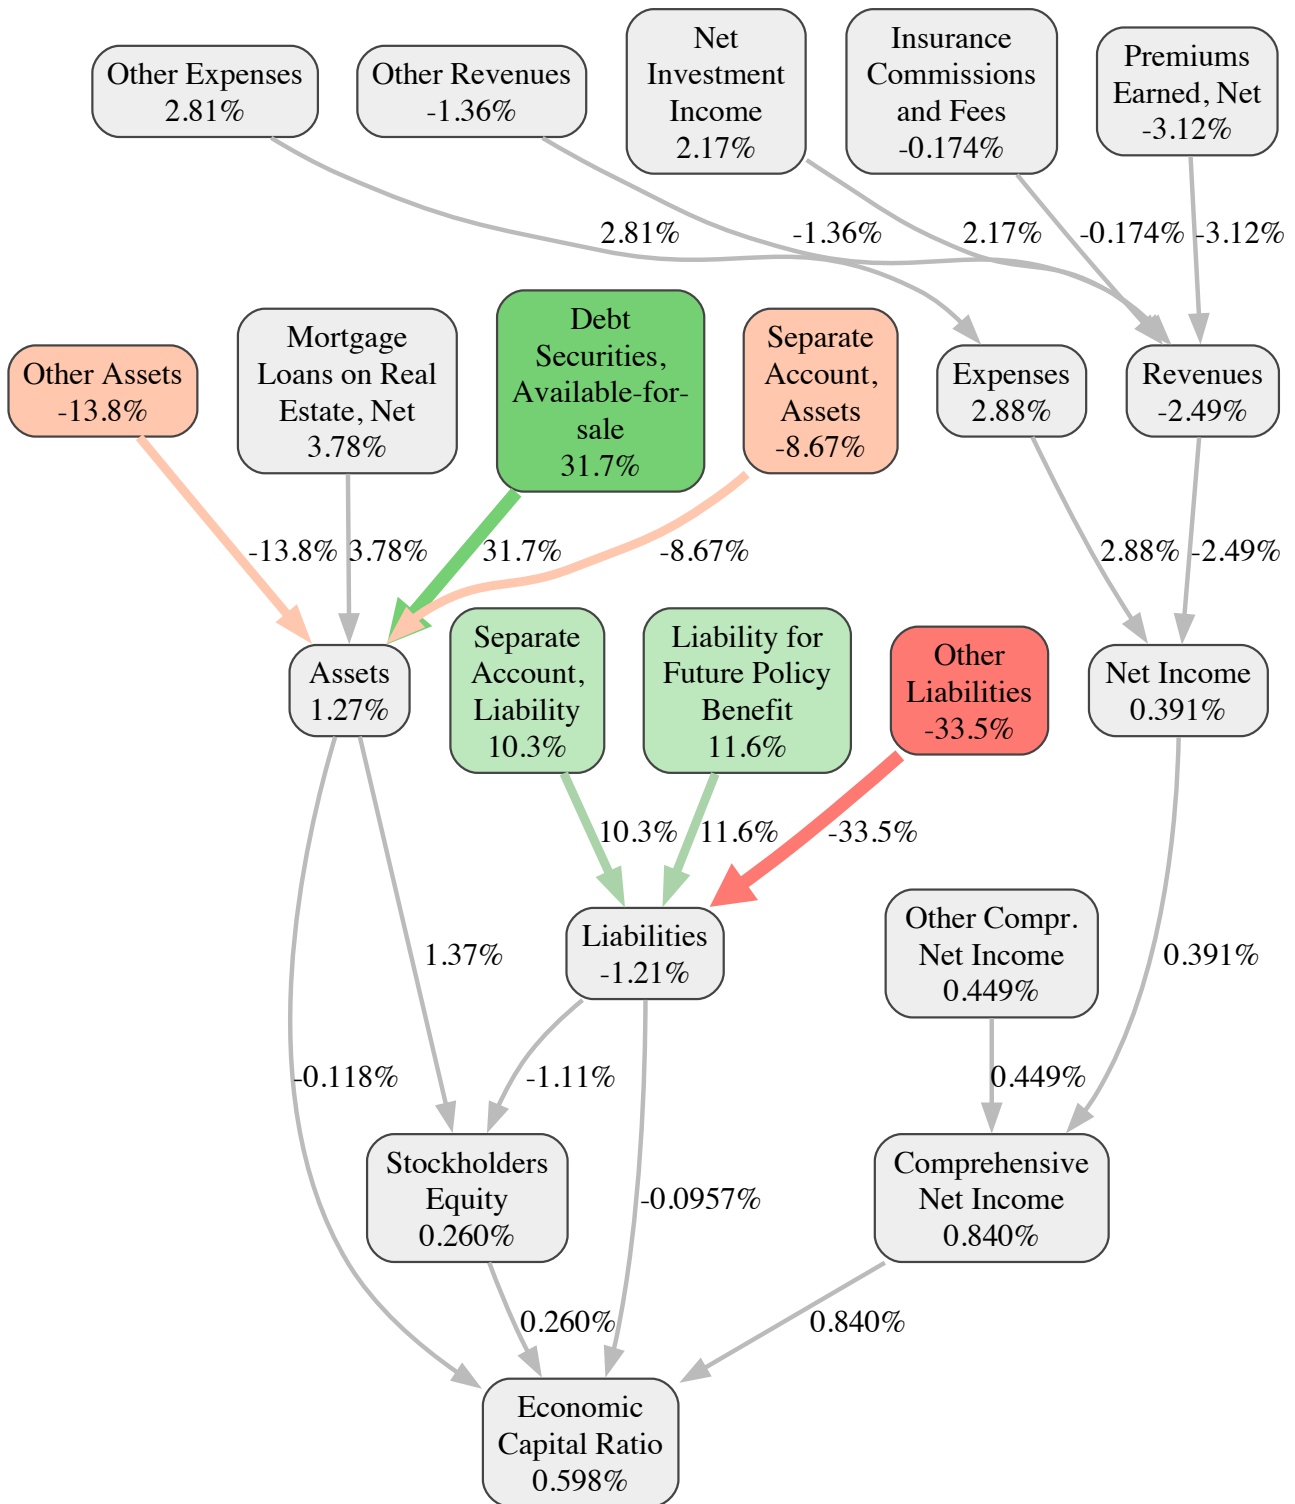 Other Expenses
2.81%
Other Revenues
-1.36%
Net
Investment
Income
2.17%
Insurance
Commissions
and Fees
-0.174%
Premiums
Earned, Net
-3.12%
2.81%
-1.36%
2.17%
-0.174%
-3.12%
Other Assets
-13.8%
Mortgage
Loans on Real
Estate, Net
3.78%
Debt
Securities,
Available-for-
sale
31.7%
Separate
Account,
Assets
-8.67%
Expenses
2.88%
Revenues
-2.49%
-13.8%
3.78%
31.7%
-8.67%
2.88%
-2.49%
Assets
1.27%
Separate
Account,
Liability
10.3%
Liability for
Future Policy
Benefit
11.6%
Other
Liabilities
-33.5%
Net Income
0.391%
10.3%
11.6%
-33.5%
Liabilities
-1.21%
Other Compr.
Net Income
0.449%
1.37%
0.391%
-0.118%
-1.11%
0.449%
Stockholders
Equity
0.260%
-0.0957%
Comprehensive
Net Income
0.840%
0.260%
0.840%
Economic
Capital Ratio
0.598%